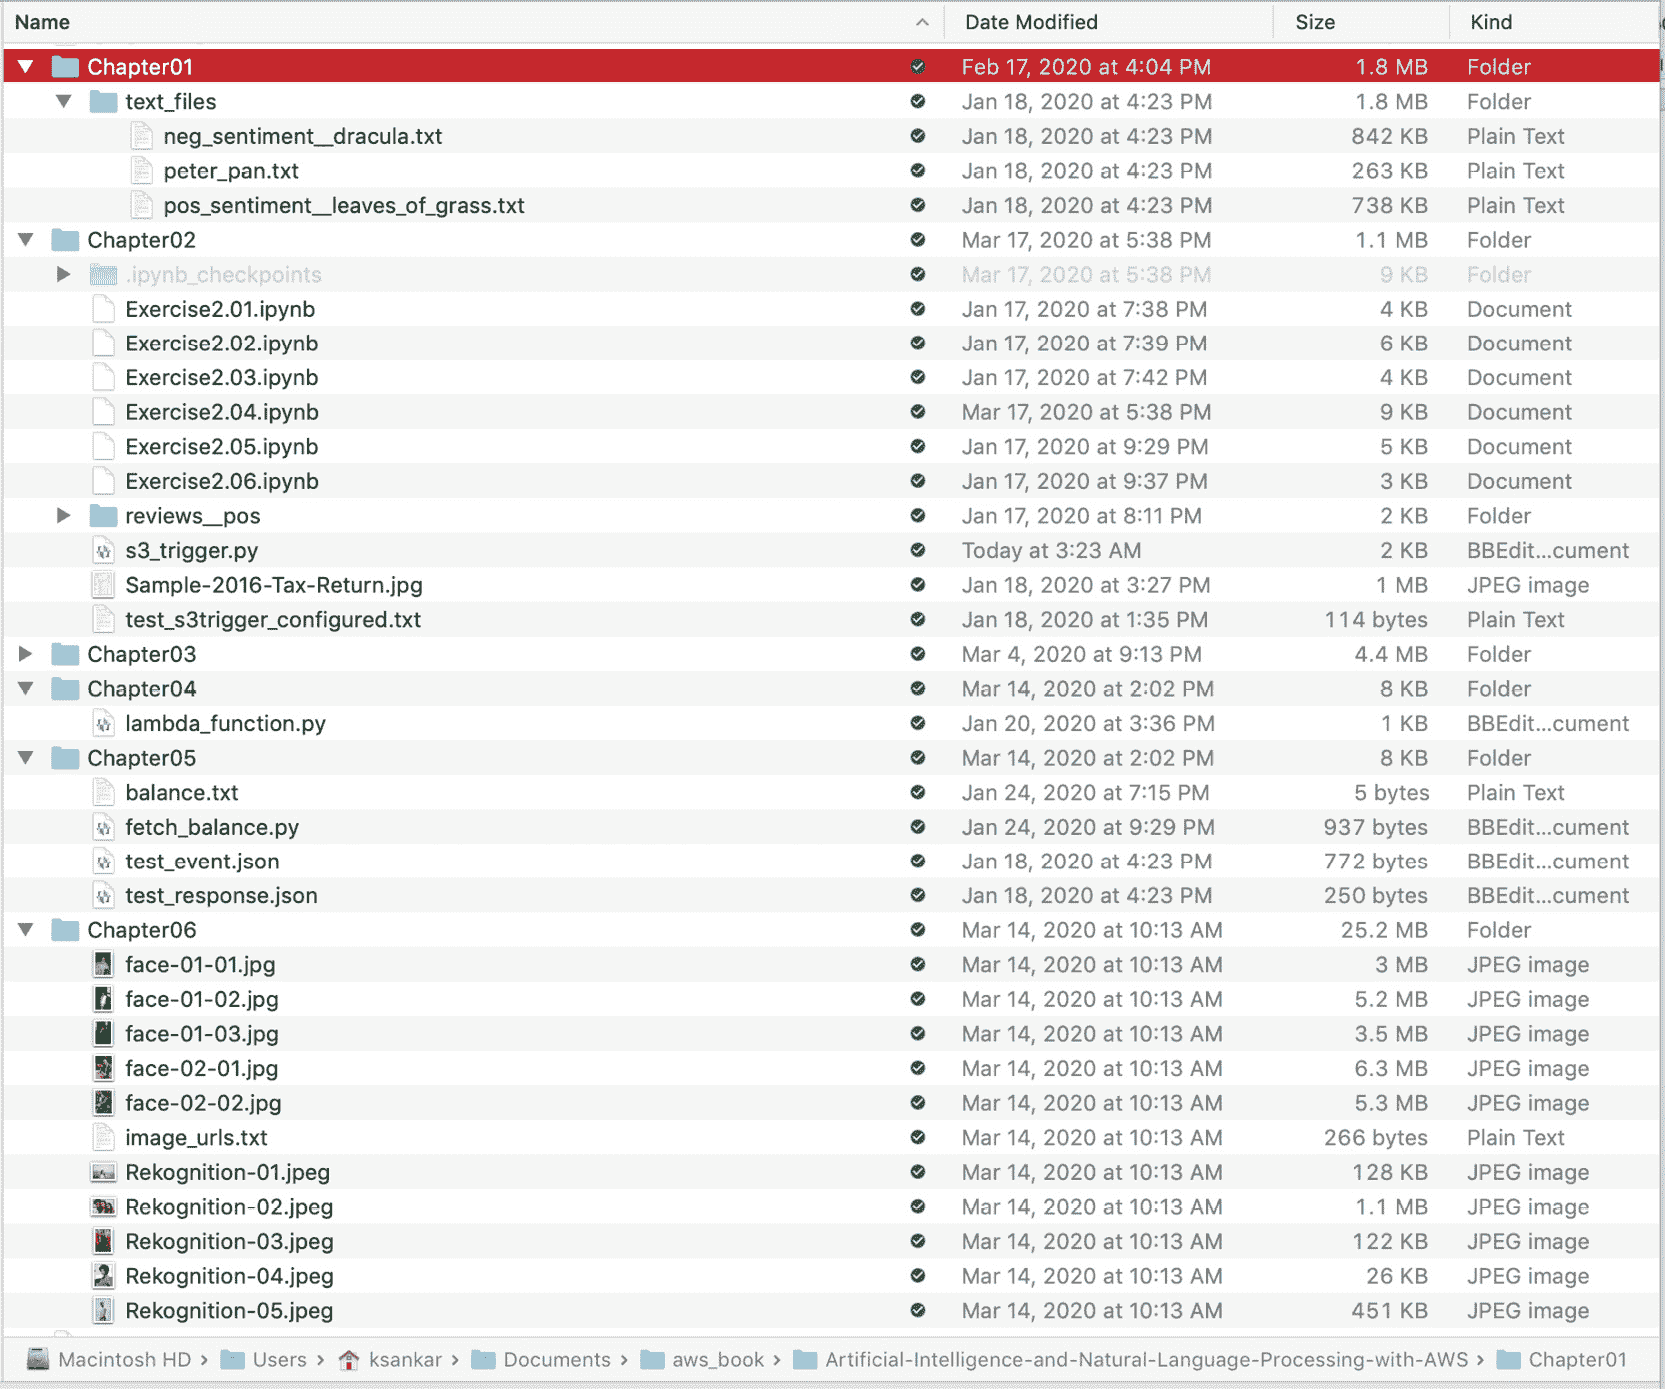 Name Date Modified Size Kind
Chapter01 Feb 17, 2020 at 4:04 PM 1.8 MB Folder
text_files Jan 18, 2020 at 4:23 PM 1.8 MB Folder
neg_sentiment__dracula.txt Jan 18, 2020 at 4:23 PM 842 KB Plain Text
peter_pan.txt Jan 18, 2020 at 4:23 PM 263 KB Plain Text
pos_sentiment__leaves_of_grass.txt Jan 18, 2020 at 4:23 PM 738 KB Plain Text
Chapter02 Mar 17, 2020 at 5:38 PM 1.1 MB Folder
.ipynb_checkpoints Mar 17, 2020 at 5:38 PM 9 KB Folder
Exercise2.01.ipynb Jan 17, 2020 at 7:38 PM 4 KB Document
Exercise2.02.ipynb Jan 17, 2020 at 7:39 PM 6 KB Document
Exercise2.03.ipynb Jan 17, 2020 at 7:42 PM 4 KB Document
Exercise2.04.ipynb Mar 17, 2020 at 5:38 PM 9 KB Document
Exercise2.05.ipynb Jan 17, 2020 at 9:29 PM 5 KB Document
Exercise2.06.ipynb Jan 17, 2020 at 9:37 PM 3 KB Document
reviews__pos Jan 17, 2020 at 8:11 PM 2 KB Folder
s3_trigger.py Today at 3:23 AM 2 KB BBEdit...cument
Sample-2016-Tax-Return.jpg Jan 18, 2020 at 3:27 PM 1 MB JPEG image
test_s3trigger_configured.txt Jan 18, 2020 at 1:35 PM 114 bytes Plain Text
Chapter03 Mar 4, 2020 at 9:13 PM 4.4 MB Folder
Chapter04 Mar 14, 2020 at 2:02 PM 8 KB Folder
lambda_function.py Jan 20, 2020 at 3:36 PM 1 KB BBEdit...cument
Chapter05 Mar 14, 2020 at 2:02 PM 8 KB Folder
balance.txt Jan 24, 2020 at 7:15 PM 5 bytes Plain Text
fetch_balance.py Jan 24, 2020 at 9:29 PM 937 bytes BBEdit...cument
test_event.json Jan 18, 2020 at 4:23 PM 772 bytes BBEdit...cument
test_response.json Jan 18, 2020 at 4:23 PM 250 bytes BBEdit...cument
Chapter06 Mar 14, 2020 at 10:13 AM 25.2 MB Folder
face-01-01.jpg Mar 14, 2020 at 10:13 AM 3 MB JPEG image
face-01-02.jpg Mar 14, 2020 at 10:13 AM 5.2 MB JPEG image
face-01-03.jpg Mar 14, 2020 at 10:13 AM 3.5 MB JPEG image
face-02-01.jpg Mar 14, 2020 at 10:13 AM 6.3 MB JPEG image
face-02-02.jpg Mar 14, 2020 at 10:13 AM 5.3 MB JPEG image
image_urls.txt Mar 14, 2020 at 10:13 AM 266 bytes Plain Text
Rekognition-01.jpeg Mar 14, 2020 at 10:13 AM 128 KB JPEG image
Rekognition-02.jpeg Mar 14, 2020 at 10:13 AM 1.1 MB JPEG image
Rekognition-03.jpeg Mar 14, 2020 at 10:13 AM 122 KB JPEG image
Rekognition-04.jpeg Mar 14, 2020 at 10:13 AM 26 KB JPEG image
Rekognition-05.jpeg Mar 14, 2020 at 10:13 AM 451 KB JPEG image
Macintosh HD › Users › ksankar › Documents › aws_book › Artificial-Intelligence-and-Natural-Language-Processing-with-AWS › Chapter01